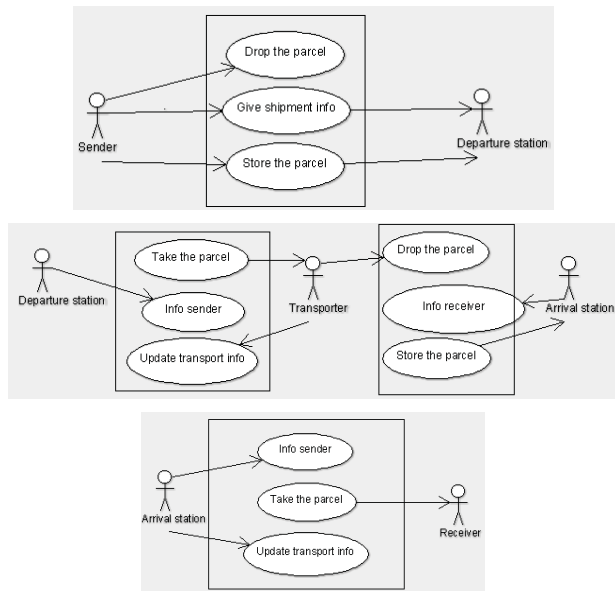 Drop the parcel
Give shipment info
Sender
Departure station
Store the parcel
Take the parcel
Drop the parcel
Departure station
Info sender
Transporter
Info receiver
Arrival station
Update transport info
Store the parcel
Info sender
Take the parcel
Arrival station
Receiver
Update transport info